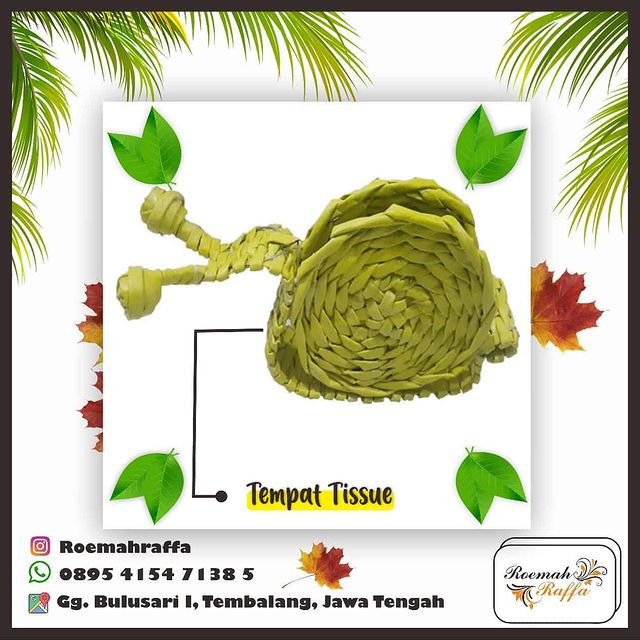 Tempat Tissue
Roemahraffa
0895 4154 7138 5
Gg. Bulusari I, Tembalang, Jawa Tengah
Roemah
Raffa